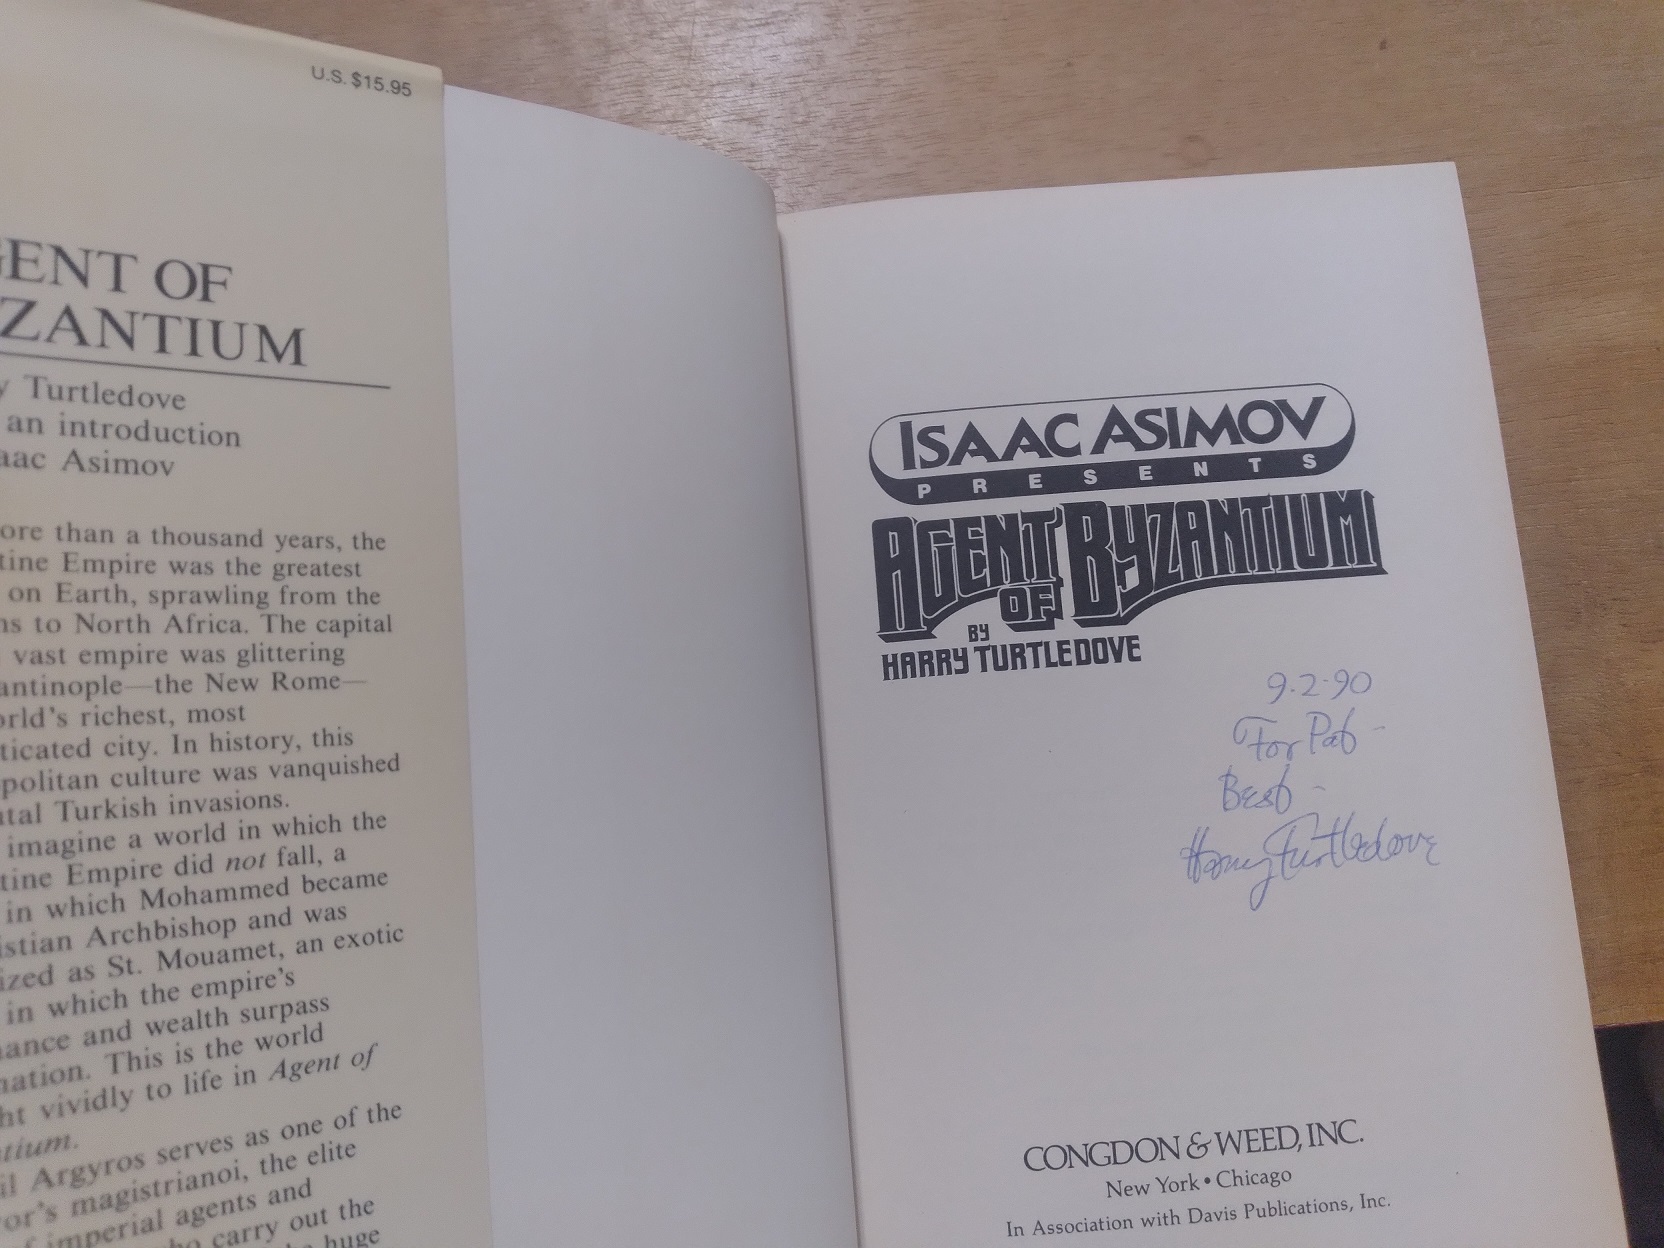 U.S. $15.95
GENT OF
ZANTIUM
y Turtledove
an introduction
aac Asimov
ore than a thousand years, the
tine Empire was the greatest
on Earth, sprawling from the
ns to North Africa. The capital
vast empire was glittering
antinople—the New Rome—
orld's richest, most
ticated city. In history, this
politan culture was vanquished
tal Turkish invasions.
imagine a world in which the
tine Empire did not fall, a
in which Mohammed became
istian Archbishop and was
ized as St. Mouamet, an exotic
in which the empire's
ance and wealth surpass
nation. This is the world
ht vividly to life in Agent of
tium.
il Argyros serves as one of the
or's magistrianoi, the elite
f imperial agents and
ho carry out the
huge
ISAAC ASIMOV
PRESENTS
AGENT OF BYZANTIUM
BY
HARRY TURTLEDOVE
9.2.90
For Pat -
Best -
Harry Turtledove
CONGDON & WEED, INC.
New York • Chicago
In Association with Davis Publications, Inc.